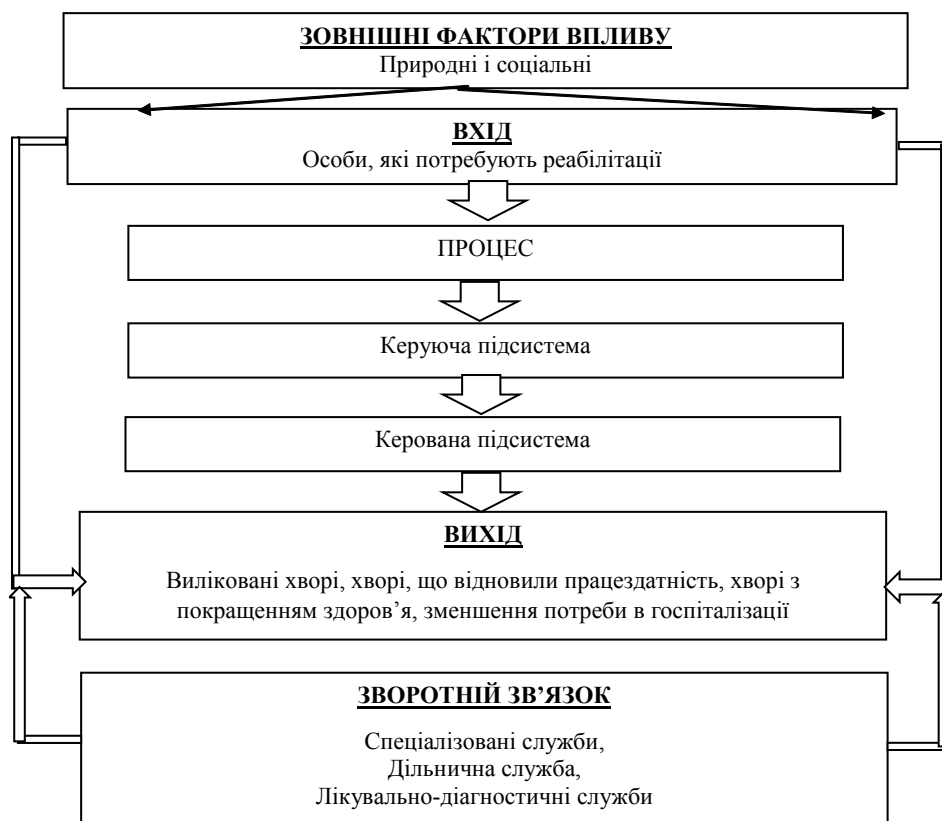 ЗОВНІШНІ ФАКТОРИ ВПЛИВУ
Природні і соціальні
ВХІД
Особи, які потребують реабілітації
ПРОЦЕС
Керуюча підсистема
Керована підсистема
ВИХІД
Виліковані хворі, хворі, що відновили працездатність, хворі з
покращенням здоров’я, зменшення потреби в госпіталізації
ЗВОРОТНІЙ ЗВ'ЯЗОК
Спеціалізовані служби,
Дільнична служба,
Лікувально-діагностичні служби